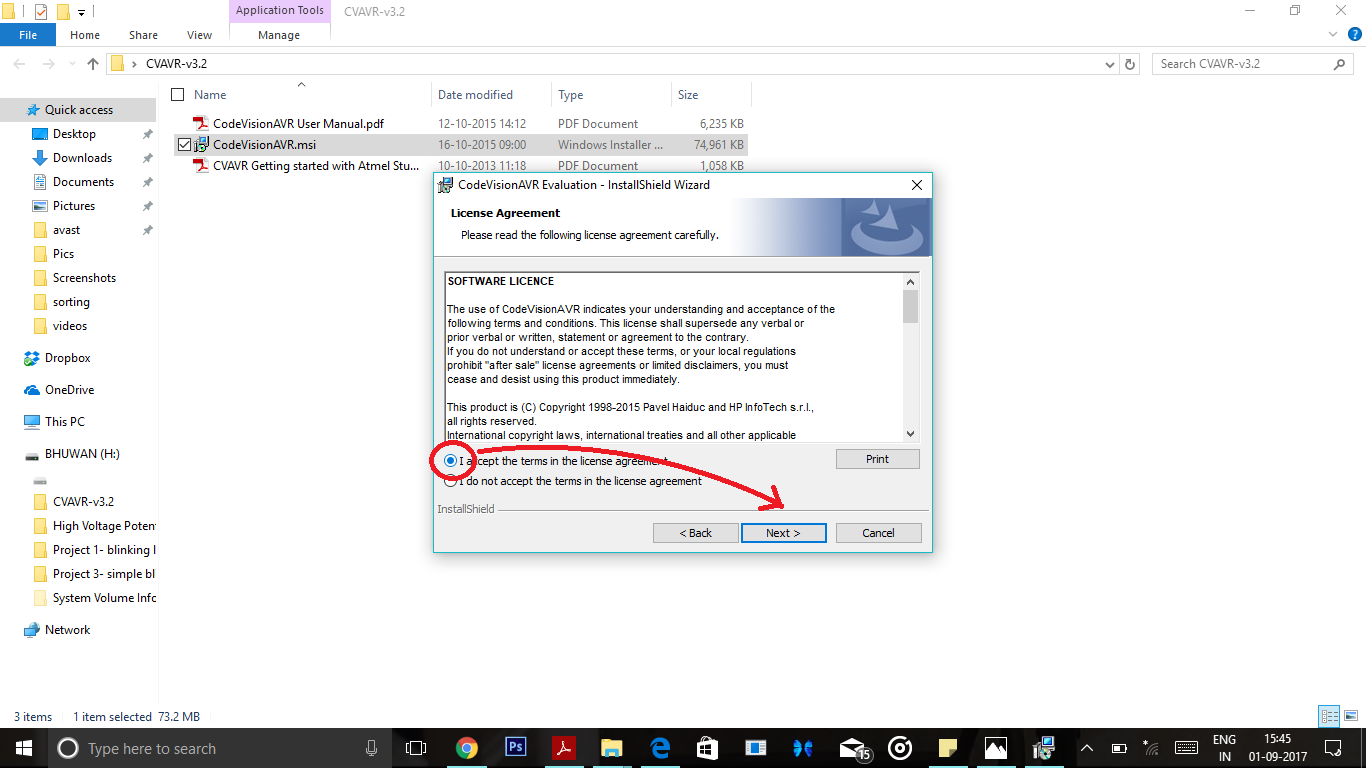 Application Tools
CVAVR-v3.2
File
Home
Share
View
Manage
CVAVR-v3.2
Search CVAVR-v3.2
Name
Date modified
Type
Size
CodeVisionAVR User Manual.pdf
12-10-2015 14:12
PDF Document
6,235 KB
CodeVisionAVR.msi
16-10-2015 09:00
Windows Installer ...
74,961 KB
CVAVR Getting started with Atmel Stu...
10-10-2013 11:18
PDF Document
1,058 KB
Quick access
Desktop
Downloads
Documents
Pictures
avast
Pics
Screenshots
sorting
videos
Dropbox
OneDrive
This PC
BHUWAN (H:)
CVAVR-v3.2
High Voltage Poten
Project 1- blinking l
Project 3- simple bl
System Volume Info
Network
CodeVisionAVR Evaluation - InstallShield Wizard
License Agreement
Please read the following license agreement carefully.
SOFTWARE LICENCE
The use of CodeVisionAVR indicates your understanding and acceptance of the
following terms and conditions. This license shall supersede any verbal or
prior verbal or written, statement or agreement to the contrary.
If you do not understand or accept these terms, or your local regulations
prohibit "after sale" license agreements or limited disclaimers, you must
cease and desist using this product immediately.
This product is (C) Copyright 1998-2015 Pavel Haiduc and HP InfoTech s.r.l.,
all rights reserved.
International copyright laws, international treaties and all other applicable
I accept the terms in the license agreement
Print
I do not accept the terms in the license agreement
InstallShield
< Back
Next >
Cancel
3 items
1 item selected 73.2 MB
Type here to search
Ps
15
ENG
IN
15:45
01-09-2017